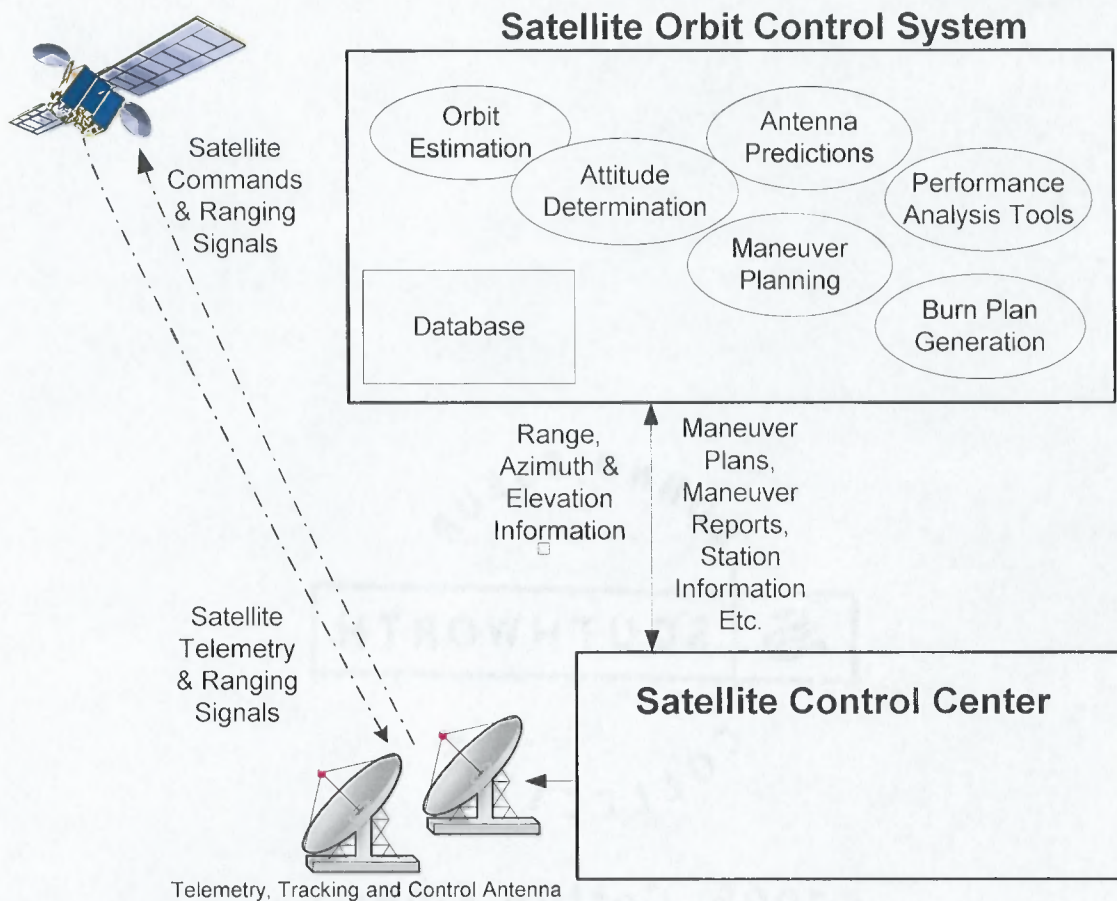 Satellite Orbit Control System
Orbit
Estimation
Attitude
Determination
Antenna
Predictions
Performance
Analysis Tools
Maneuver
Planning
Burn Plan
Generation
Database
Satellite
Commands
& Ranging
Signals
Range,
Azimuth &
Elevation
Information
Maneuver
Plans,
Maneuver
Reports,
Station
Information
Etc.
Satellite
Telemetry
& Ranging
Signals
Satellite Control Center
Telemetry, Tracking and Control Antenna
SOUTHWORTH